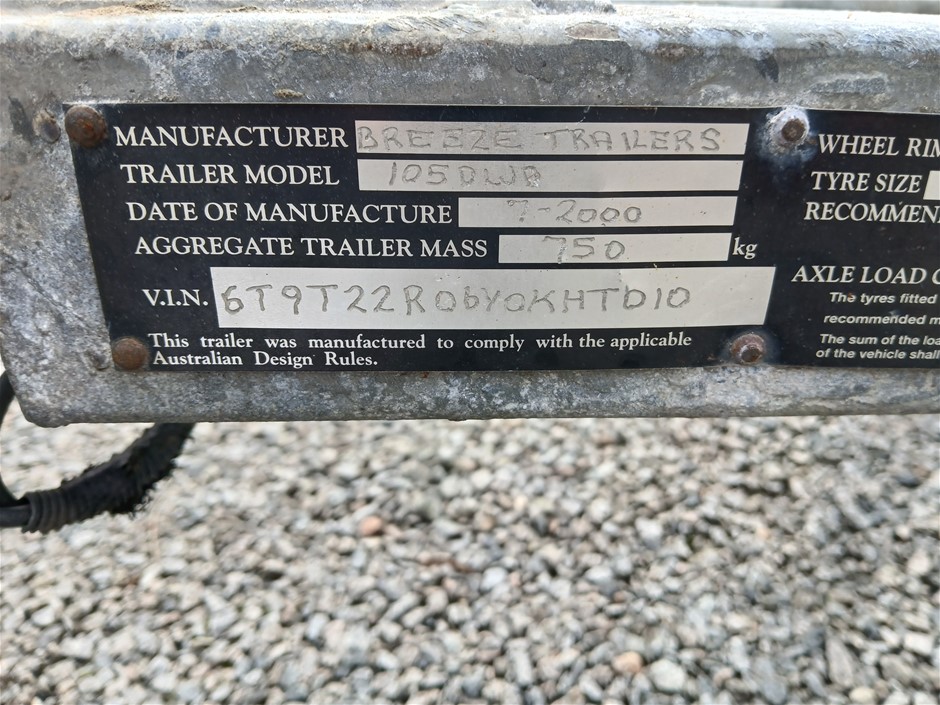 MANUFACTURER BREEZE TRAILERS
TRAILER MODEL 105DWB
DATE OF MANUFACTURE 7-2000
AGGREGATE TRAILER MASS 750 kg
V.I.N. 6T9T22R06Y0KHTD10
This trailer was manufactured to comply with the applicable
Australian Design Rules.
WHEEL RIM
TYRE SIZE
RECOMMEN
AXLE LOAD C
The tyres fitted
recommended m
The sum of the loa
of the vehicle shall